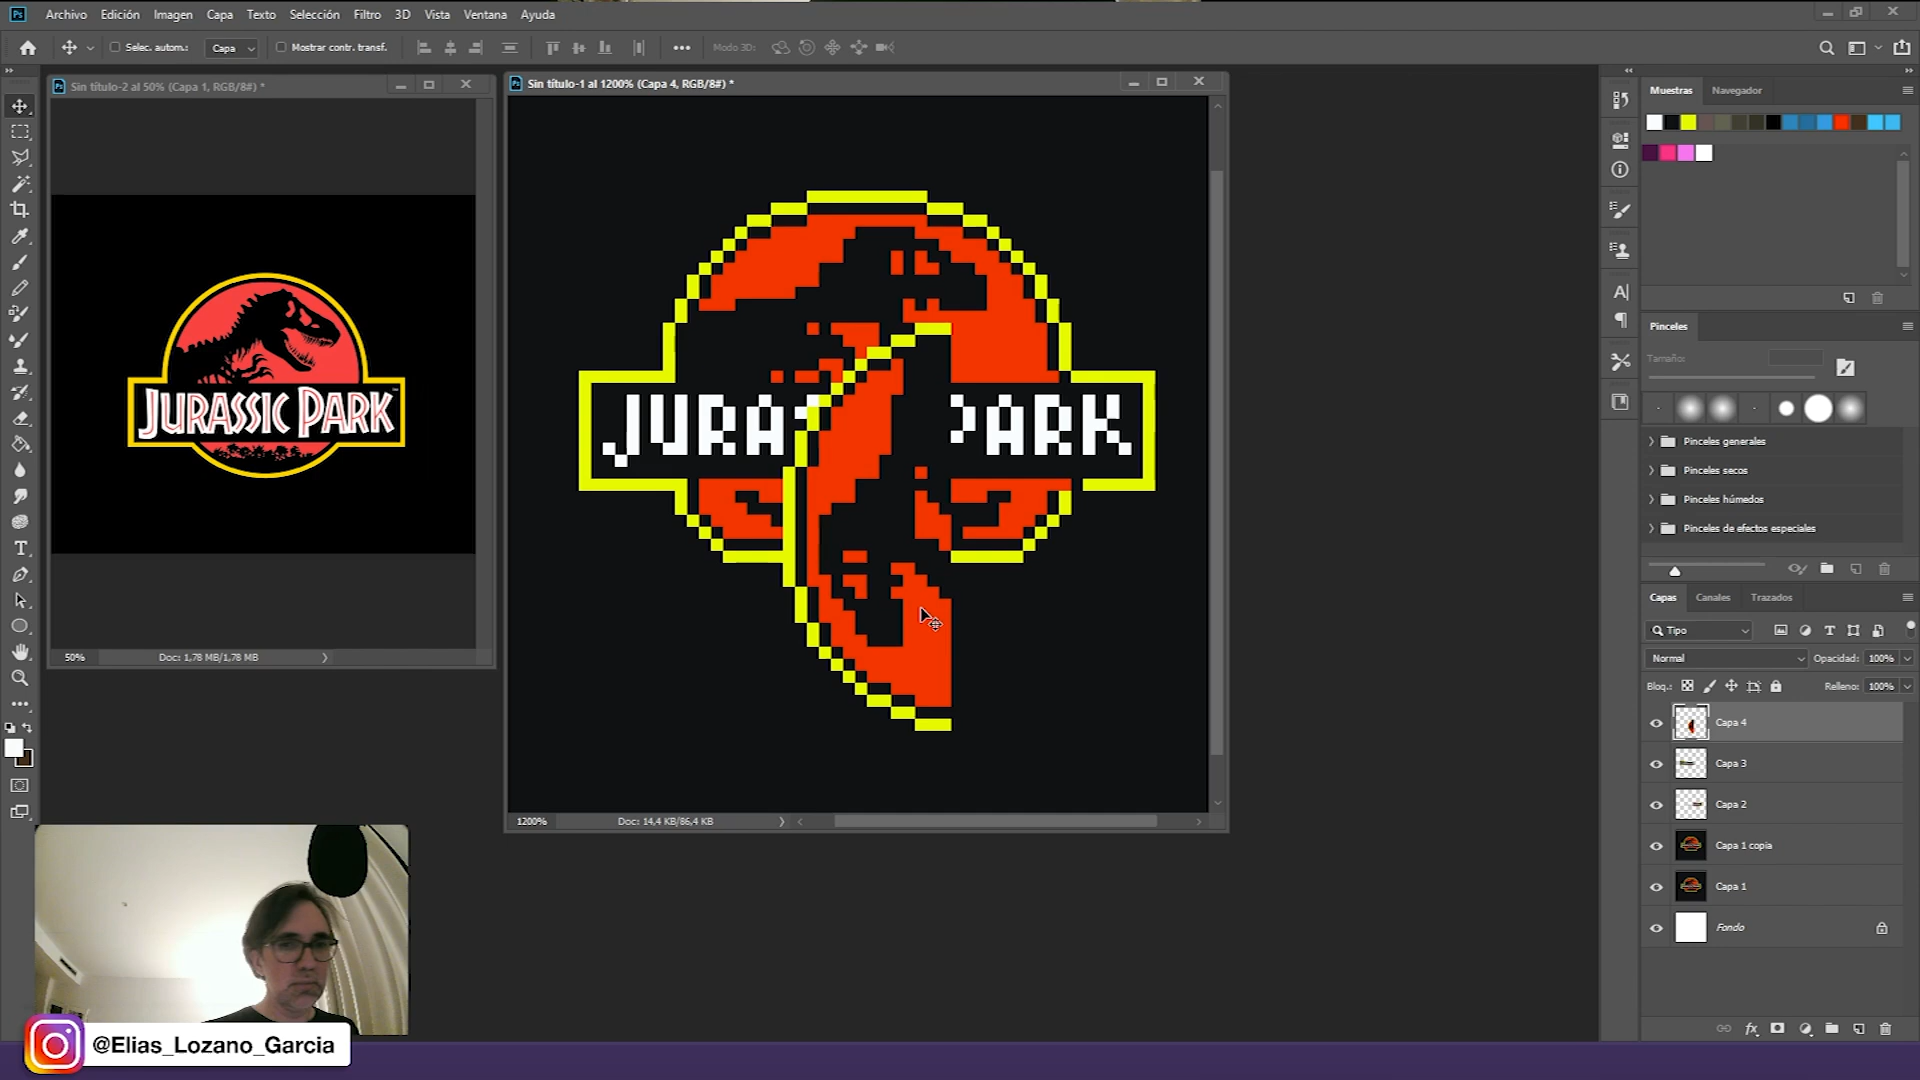 Ps Archivo Edición Imagen Capa Texto Selección Filtro 3D Vista Ventana Ayuda
Selec. autom.: Capa Mostrar contr. transf. Modo 3D:
Sin título-2 al 50% (Capa 1, RGB/8#) *
Sin título-1 al 1200% (Capa 4, RGB/8#) *
Muestras Navegador
JURASSIC PARK
JURA PARK
Pinceles
Tamaño:
Pinceles generales
Pinceles secos
Pinceles húmedos
Pinceles de efectos especiales
Capas Canales Trazados
Tipo
Normal Opacidad: 100%
Bloq.: Relleno: 100%
Capa 4
Capa 3
Capa 2
Capa 1 copia
Capa 1
Fondo
50% Doc: 1,78 MB/1,78 MB
1200% Doc: 14,4 KB/86,4 KB
@Elias_Lozano_Garcia